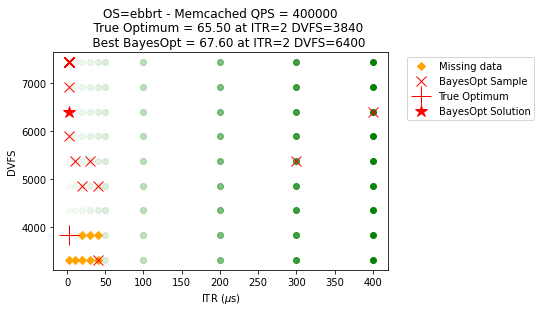 OS=ebbrt - Memcached QPS = 400000
True Optimum = 65.50 at ITR=2 DVFS=3840
Best BayesOpt = 67.60 at ITR=2 DVFS=6400
Missing data
BayesOpt Sample
True Optimum
BayesOpt Solution
DVFS
7000
6000
5000
4000
0 50 100 150 200 250 300 350 400
ITR (μs)